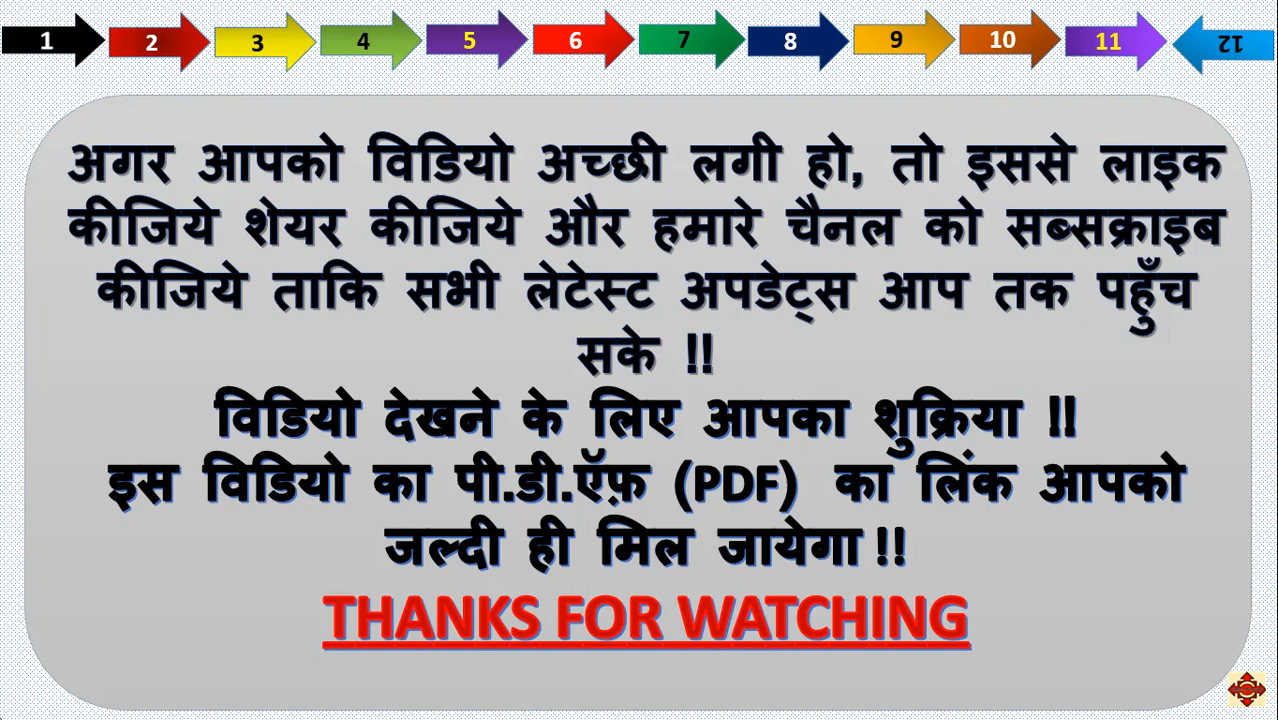 1 2 3 4 5 6 7 8 9 10 11 12
अगर आपको विडियो अच्छी लगी हो, तो इससे लाइक
कीजिये शेयर कीजिये और हमारे चैनल को सब्सक्राइब
कीजिये ताकि सभी लेटेस्ट अपडेट्स आप तक पहुँच
सके !!
विडियो देखने के लिए आपका शुक्रिया !!
इस विडियो का पी.डी.ऍफ़ (PDF) का लिंक आपको
जल्दी ही मिल जायेगा !!
THANKS FOR WATCHING